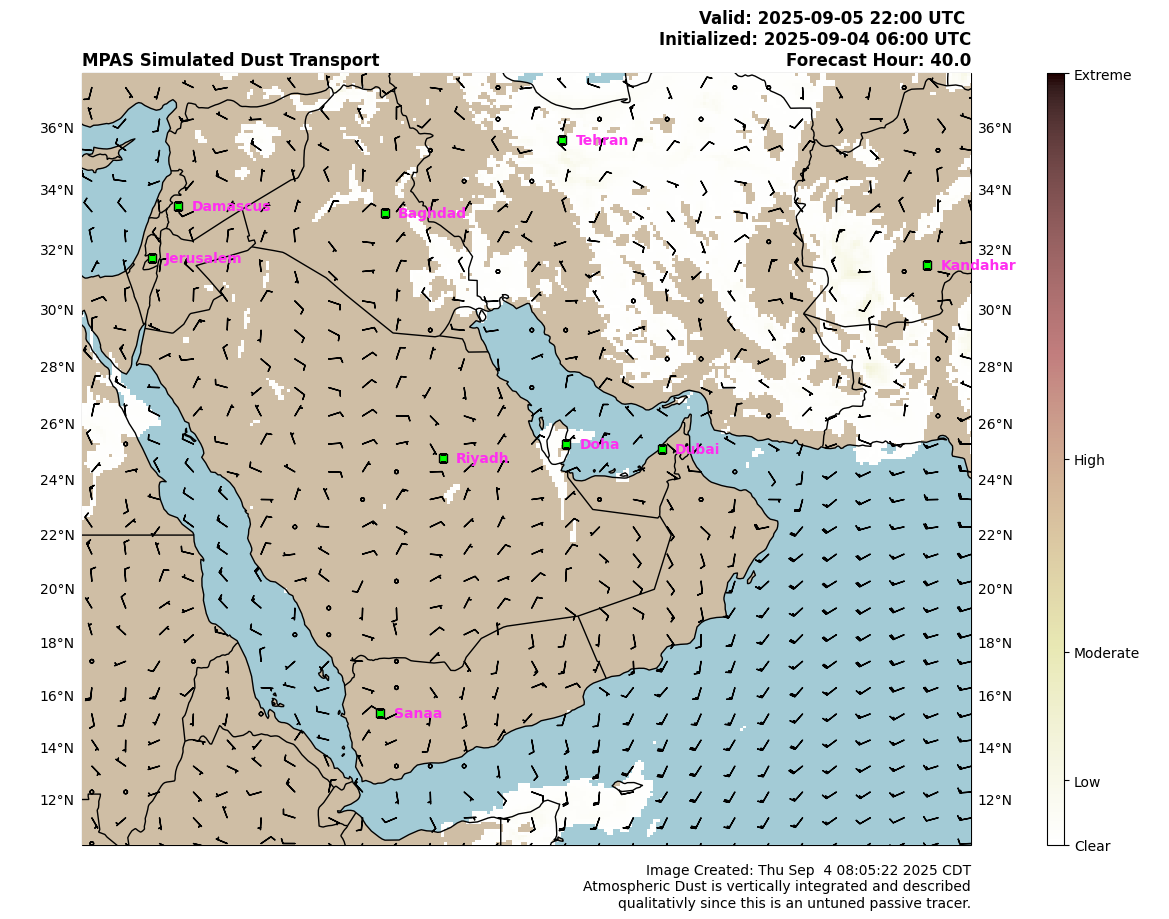 Valid: 2025-09-05 22:00 UTC
Initialized: 2025-09-04 06:00 UTC
MPAS Simulated Dust Transport
Forecast Hour: 40.0
Extreme
High
Moderate
Low
Clear
36°N
34°N
32°N
30°N
28°N
26°N
24°N
22°N
20°N
18°N
16°N
14°N
12°N
36°N
34°N
32°N
30°N
28°N
26°N
24°N
22°N
20°N
18°N
16°N
14°N
12°N
Tehran
Damascus
Baghdad
Jerusalem
Kandahar
Doha
Dubai
Riyadh
Sanaa
Image Created: Thu Sep  4 08:05:22 2025 CDT
Atmospheric Dust is vertically integrated and described
qualitativly since this is an untuned passive tracer.